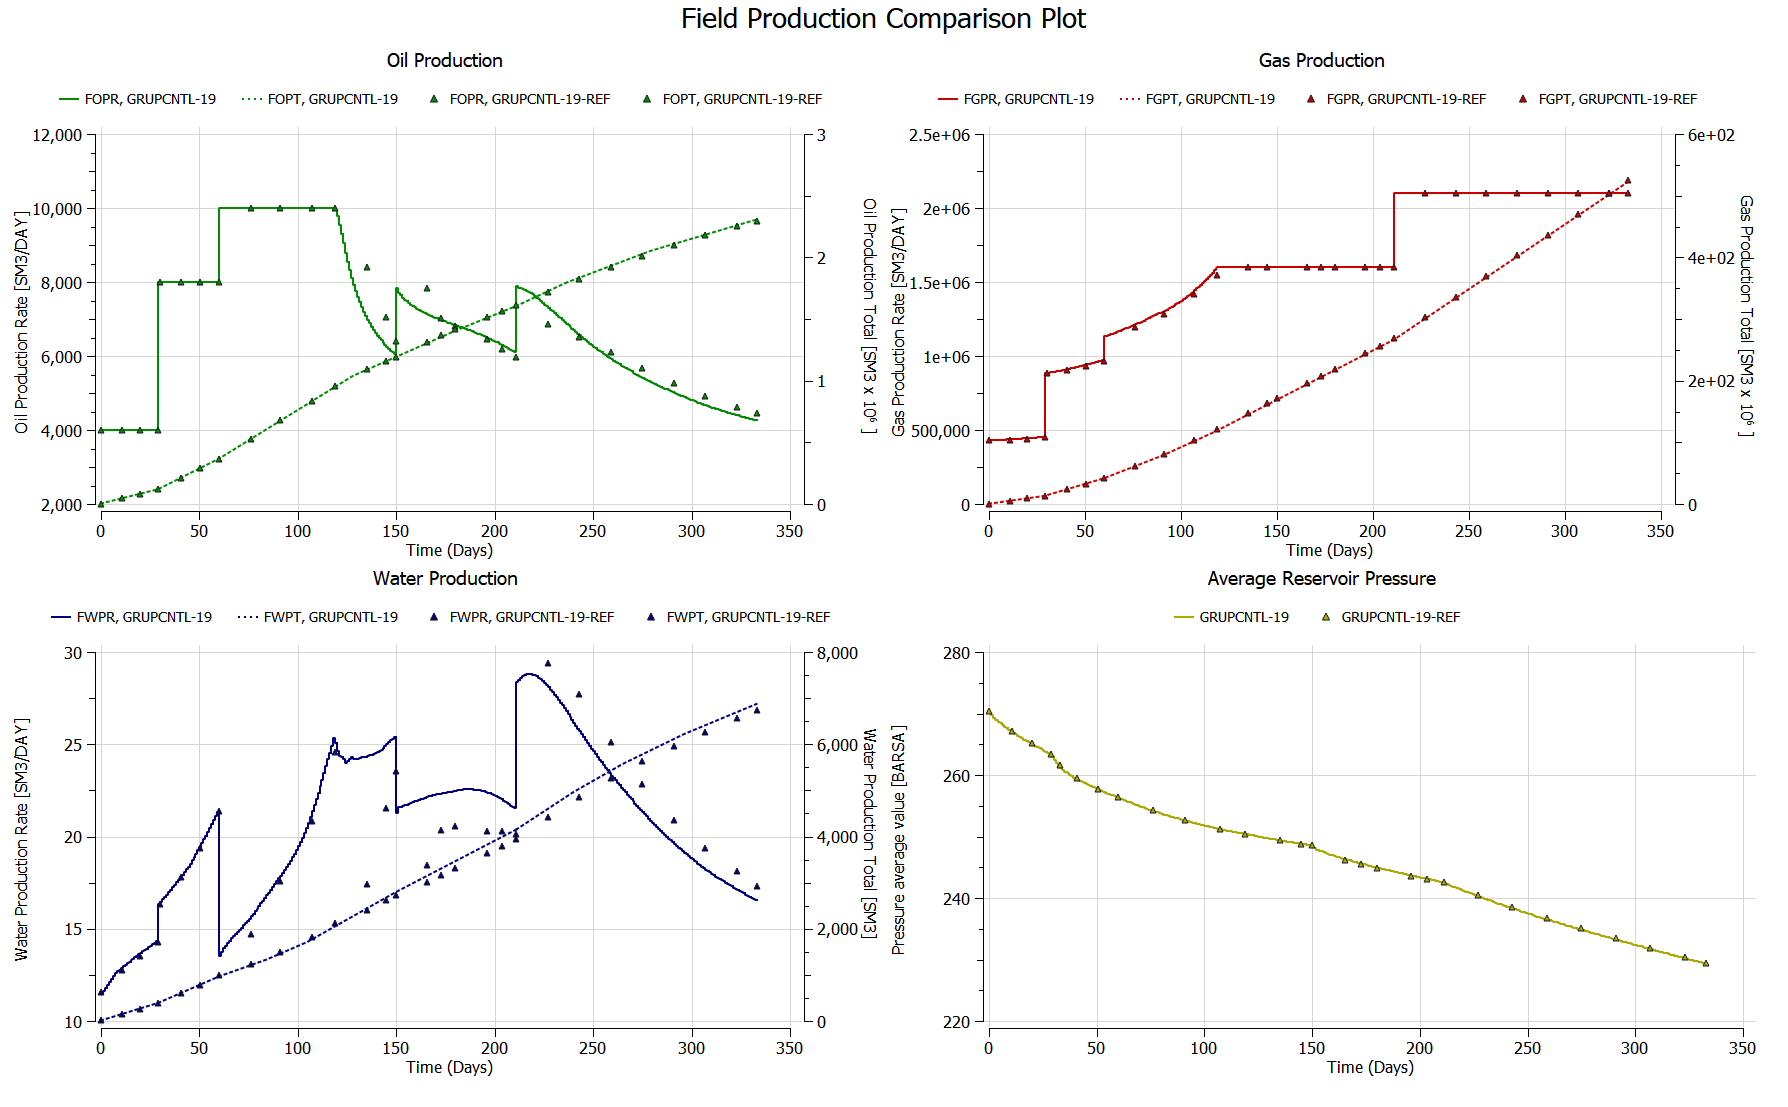 Field Production Comparison Plot
Oil Production
FOPR, GRUPCNTL-19 FOPT, GRUPCNTL-19 FOPR, GRUPCNTL-19-REF FOPT, GRUPCNTL-19-REF
12,000
10,000
8,000
6,000
4,000
2,000
Oil Production Rate [SM3/DAY]
3
2
1
0
Oil Production Total [SM3 x 10⁶ ]
0 50 100 150 200 250 300 350
Time (Days)
Gas Production
FGPR, GRUPCNTL-19 FGPT, GRUPCNTL-19 FGPR, GRUPCNTL-19-REF FGPT, GRUPCNTL-19-REF
2.5e+06
2e+06
1.5e+06
1e+06
500,000
0
Gas Production Rate [SM3/DAY]
6e+02
4e+02
2e+02
0
Gas Production Total [SM3 x 10⁶ ]
0 50 100 150 200 250 300 350
Time (Days)
Water Production
FWPR, GRUPCNTL-19 FWPT, GRUPCNTL-19 FWPR, GRUPCNTL-19-REF FWPT, GRUPCNTL-19-REF
30
25
20
15
10
Water Production Rate [SM3/DAY]
8,000
6,000
4,000
2,000
0
Water Production Total [SM3]
0 50 100 150 200 250 300 350
Time (Days)
Average Reservoir Pressure
GRUPCNTL-19 GRUPCNTL-19-REF
280
260
240
220
Pressure average value [BARSA]
0 50 100 150 200 250 300 350
Time (Days)